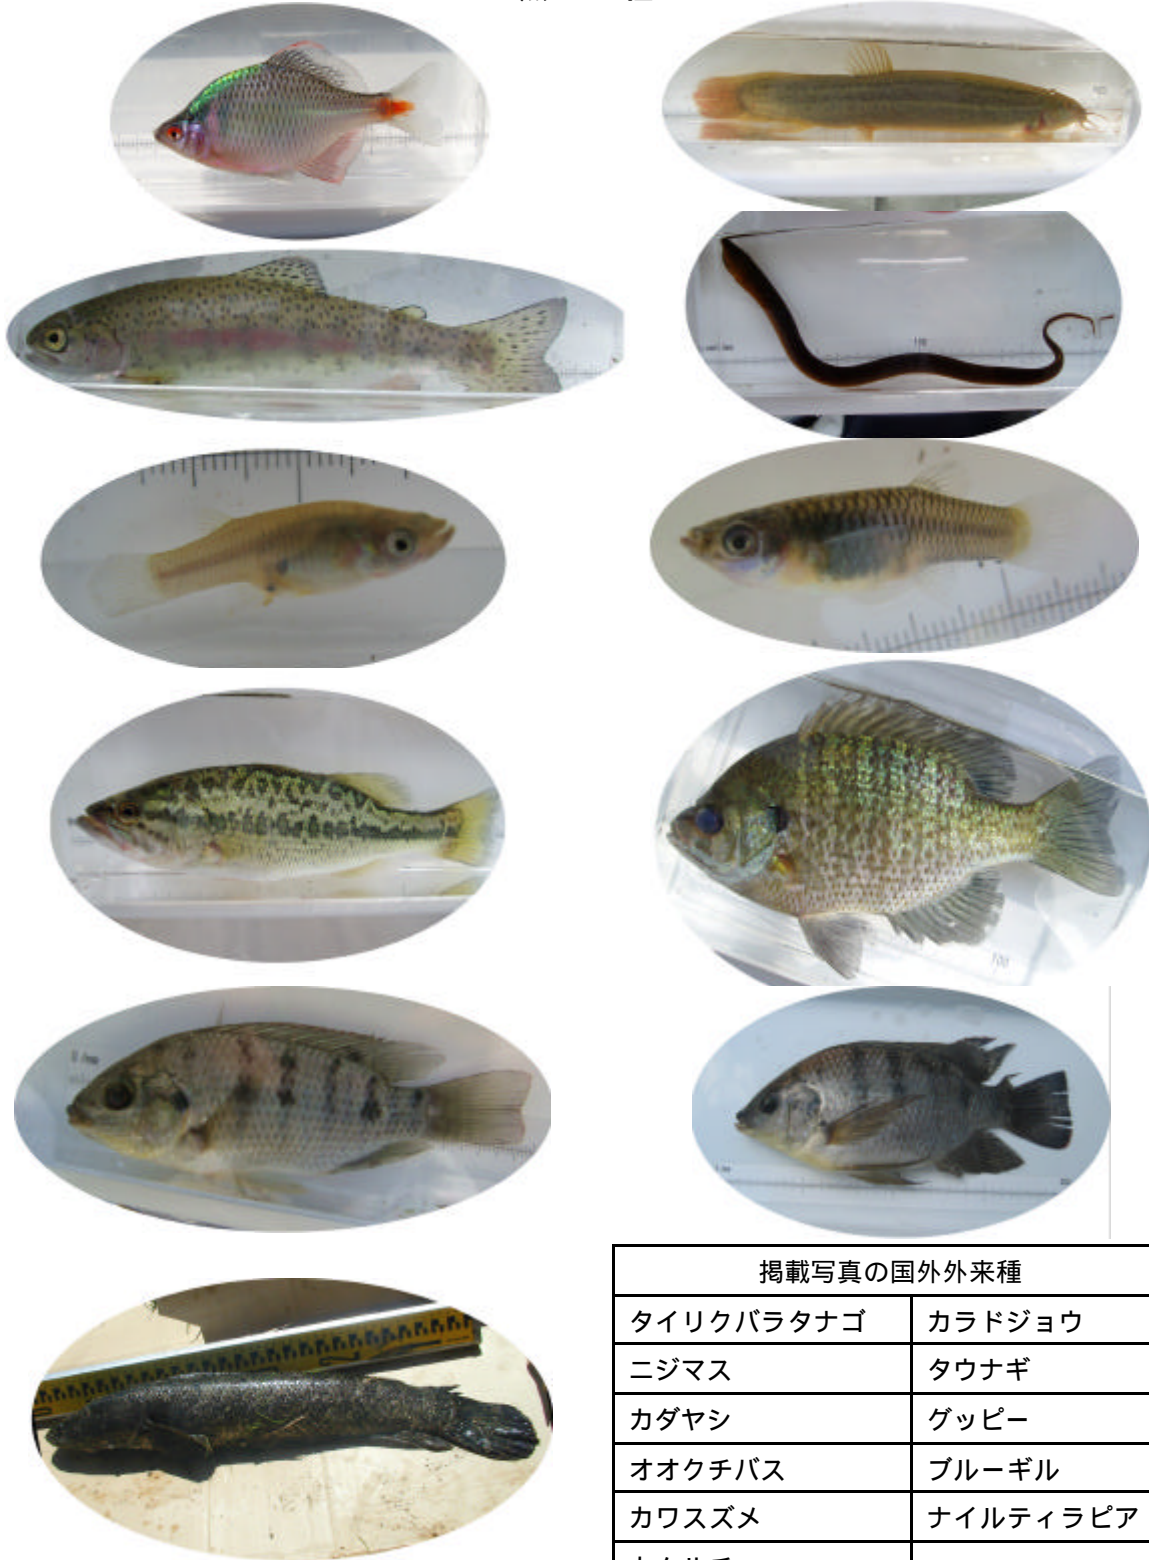 掲載写真の国外外来種
タイリクバラタナゴ カラドジョウ
ニジマス タウナギ
カダヤシ グッピー
オオクチバス ブルーギル
カワスズメ ナイルティラピア